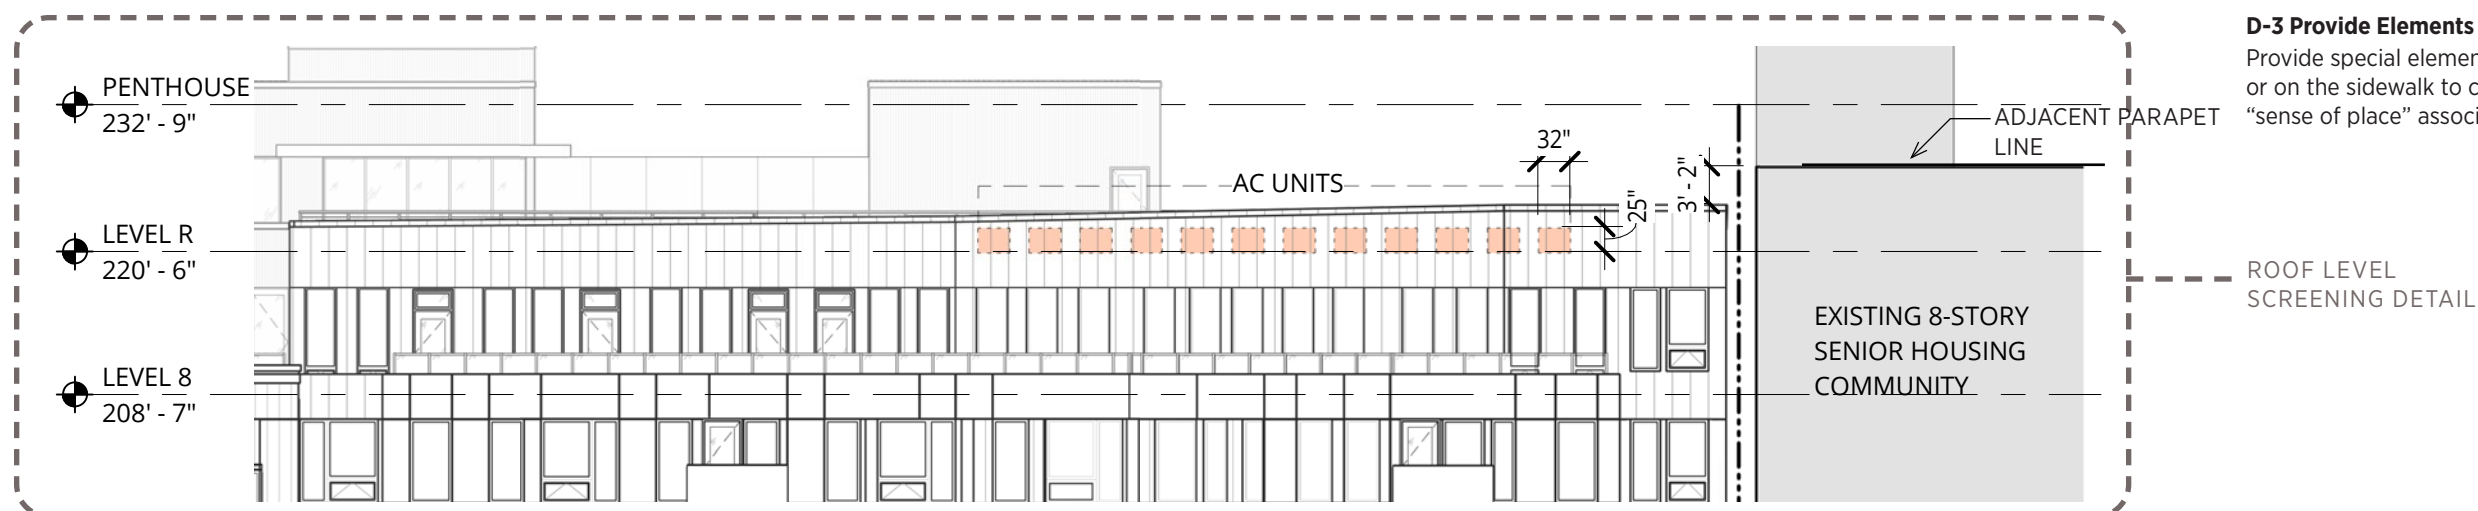 PENTHOUSE
232' - 9"
LEVEL R
220' - 6"
LEVEL 8
208' - 7"
AC UNITS
32"
25"
3' - 2"
ADJACENT PARAPET
LINE
EXISTING 8-STORY
SENIOR HOUSING
COMMUNITY
D-3 Provide Elements
Provide special elemen
or on the sidewalk to c
“sense of place” associ
ROOF LEVEL
SCREENING DETAIL